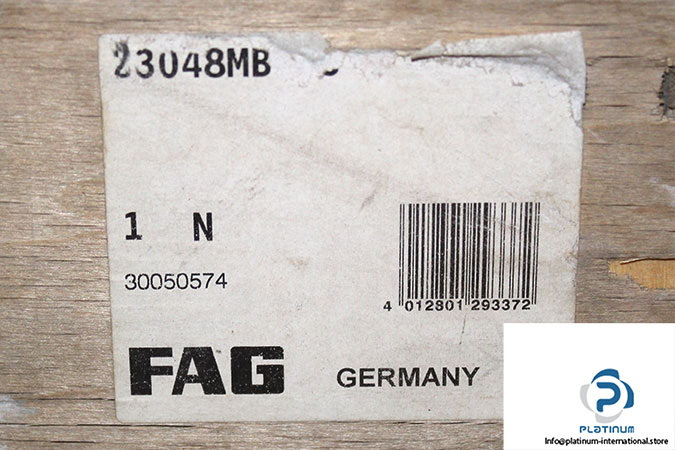 23048MB
1 N
30050574
4 012801 293372
FAG
GERMANY
PLATINUM
Info@platinum-international.store